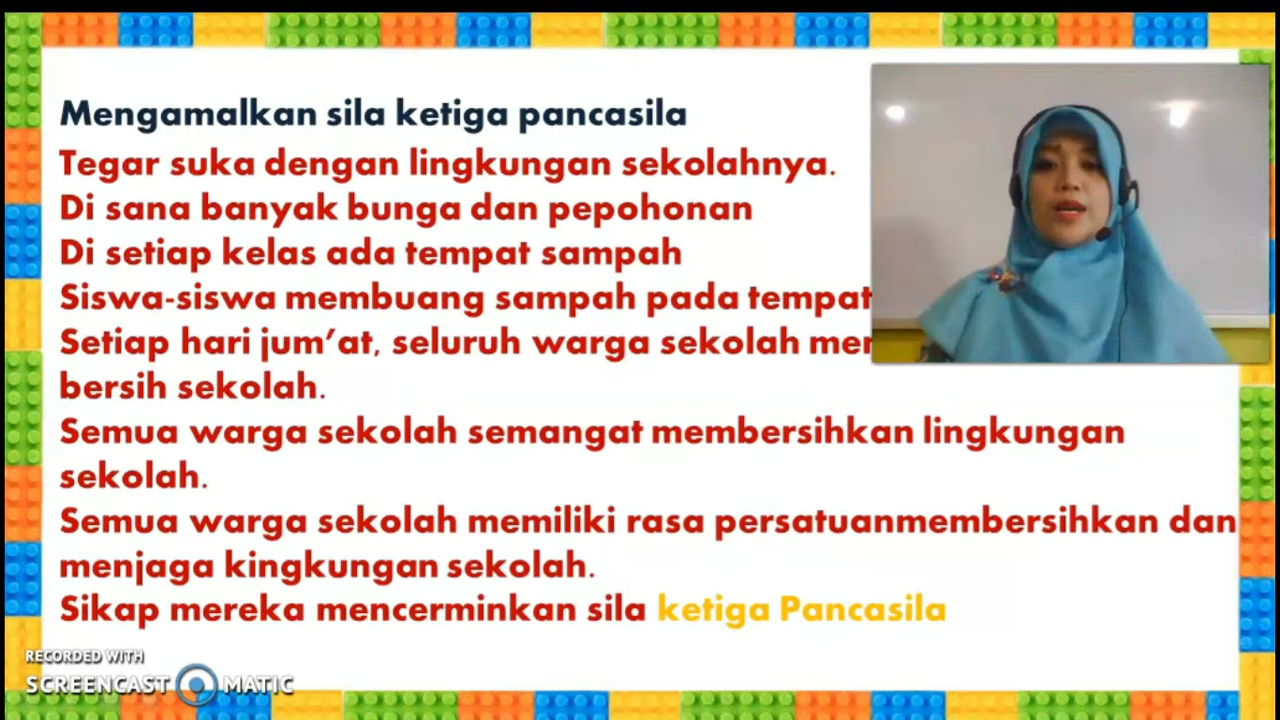 Mengamalkan sila ketiga pancasila
Tegar suka dengan lingkungan sekolahnya.
Di sana banyak bunga dan pepohonan
Di setiap kelas ada tempat sampah
Siswa-siswa membuang sampah pada tempat
Setiap hari jum’at, seluruh warga sekolah
bersih sekolah.
Semua warga sekolah semangat membersihkan lingkungan
sekolah.
Semua warga sekolah memiliki rasa persatuanmembersihkan dan
menjaga kingkungan sekolah.
Sikap mereka mencerminkan sila ketiga Pancasila
RECORDED WITH
SCREENCAST MATIC